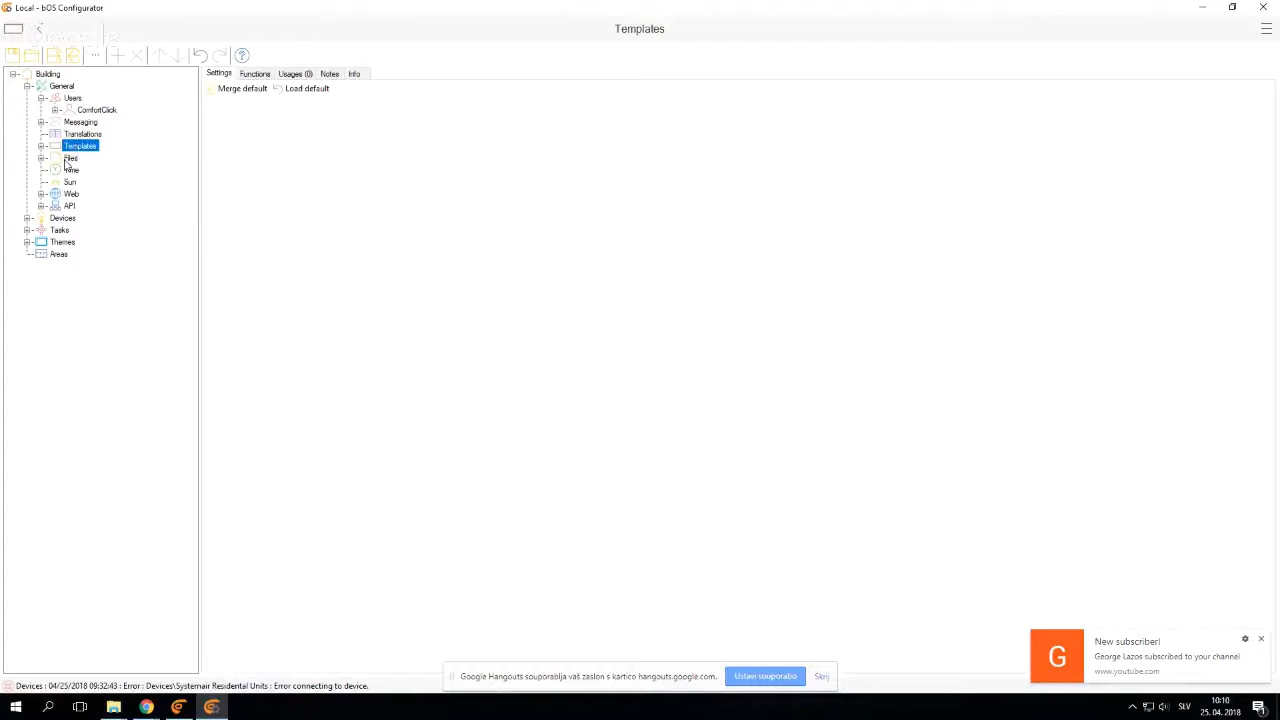 Local - bOS Configurator
Templates
Building
General
Users
ComfortClick
Messaging
Translations
Templates
Files
Time
Sun
Web
API
Devices
Tasks
Themes
Areas
Settings Functions Usages (0) Notes Info
Merge default Load default
New subscriber!
George Lazos subscribed to your channel
www.youtube.com
G
Google Hangouts souporablja vaš zaslon s kartico hangouts.google.com.
Ustavi souporabo
Skrij
Devices : 04/25/2018 09:32:43 : Error : Devices\Systemair Residental Units : Error connecting to device.
SLV
10:10
25. 04. 2018
1